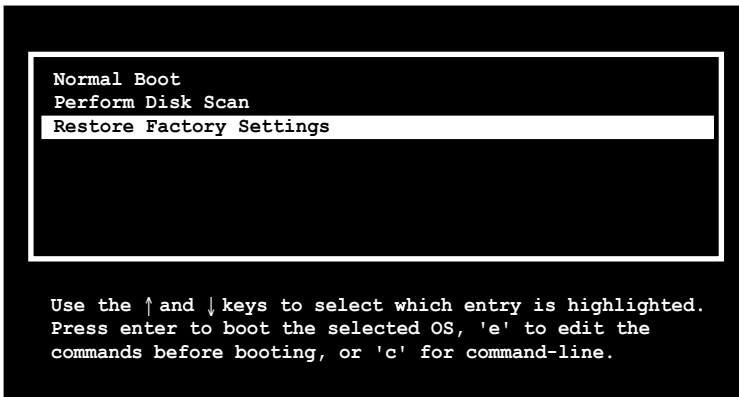 Normal Boot
Perform Disk Scan
Restore Factory Settings
Use the ↑ and ↓ keys to select which entry is highlighted.
Press enter to boot the selected OS, 'e' to edit the
commands before booting, or 'c' for command-line.